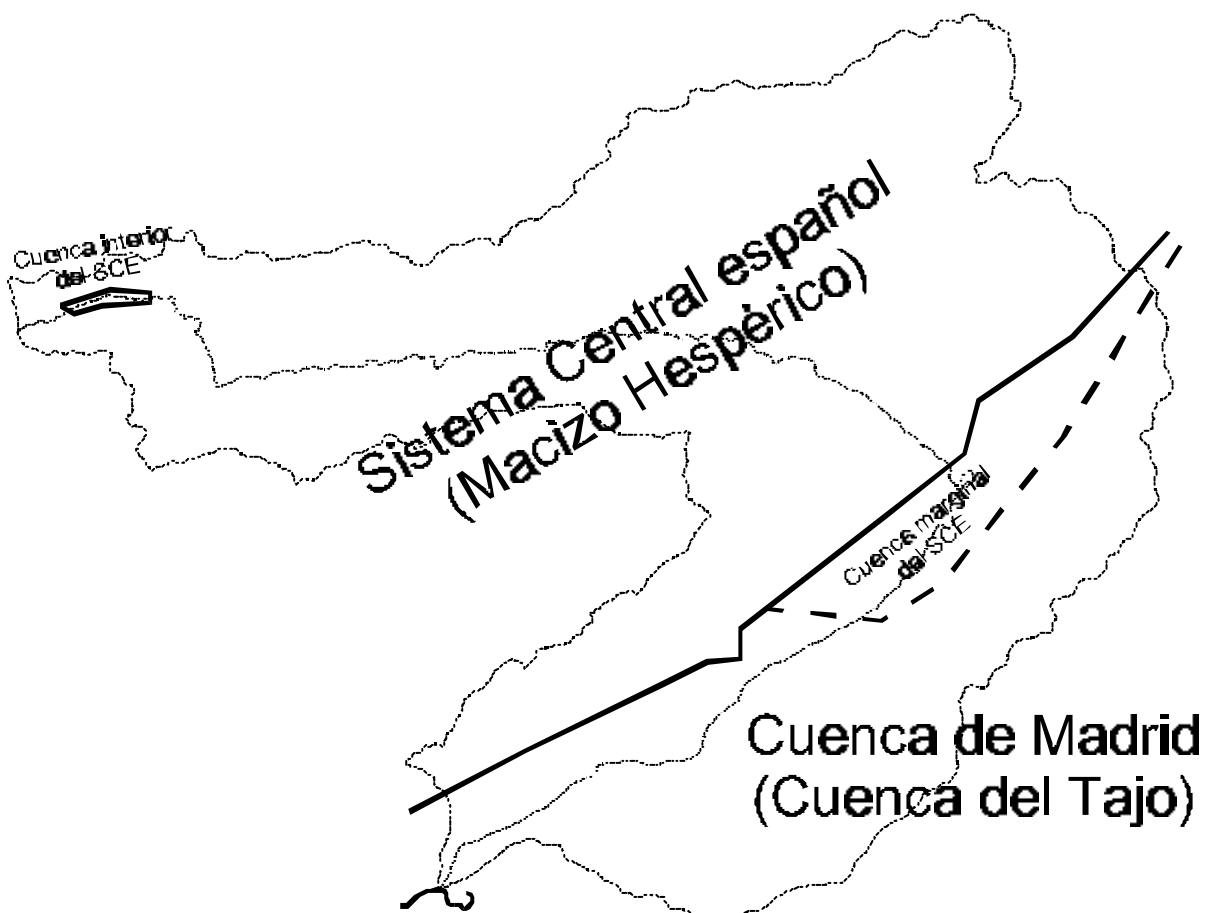 Cuenca interior
del SCE
Sistema Central español
(Macizo Hespérico)
Cuenca marginal
del SCE
Cuenca de Madrid
(Cuenca del Tajo)